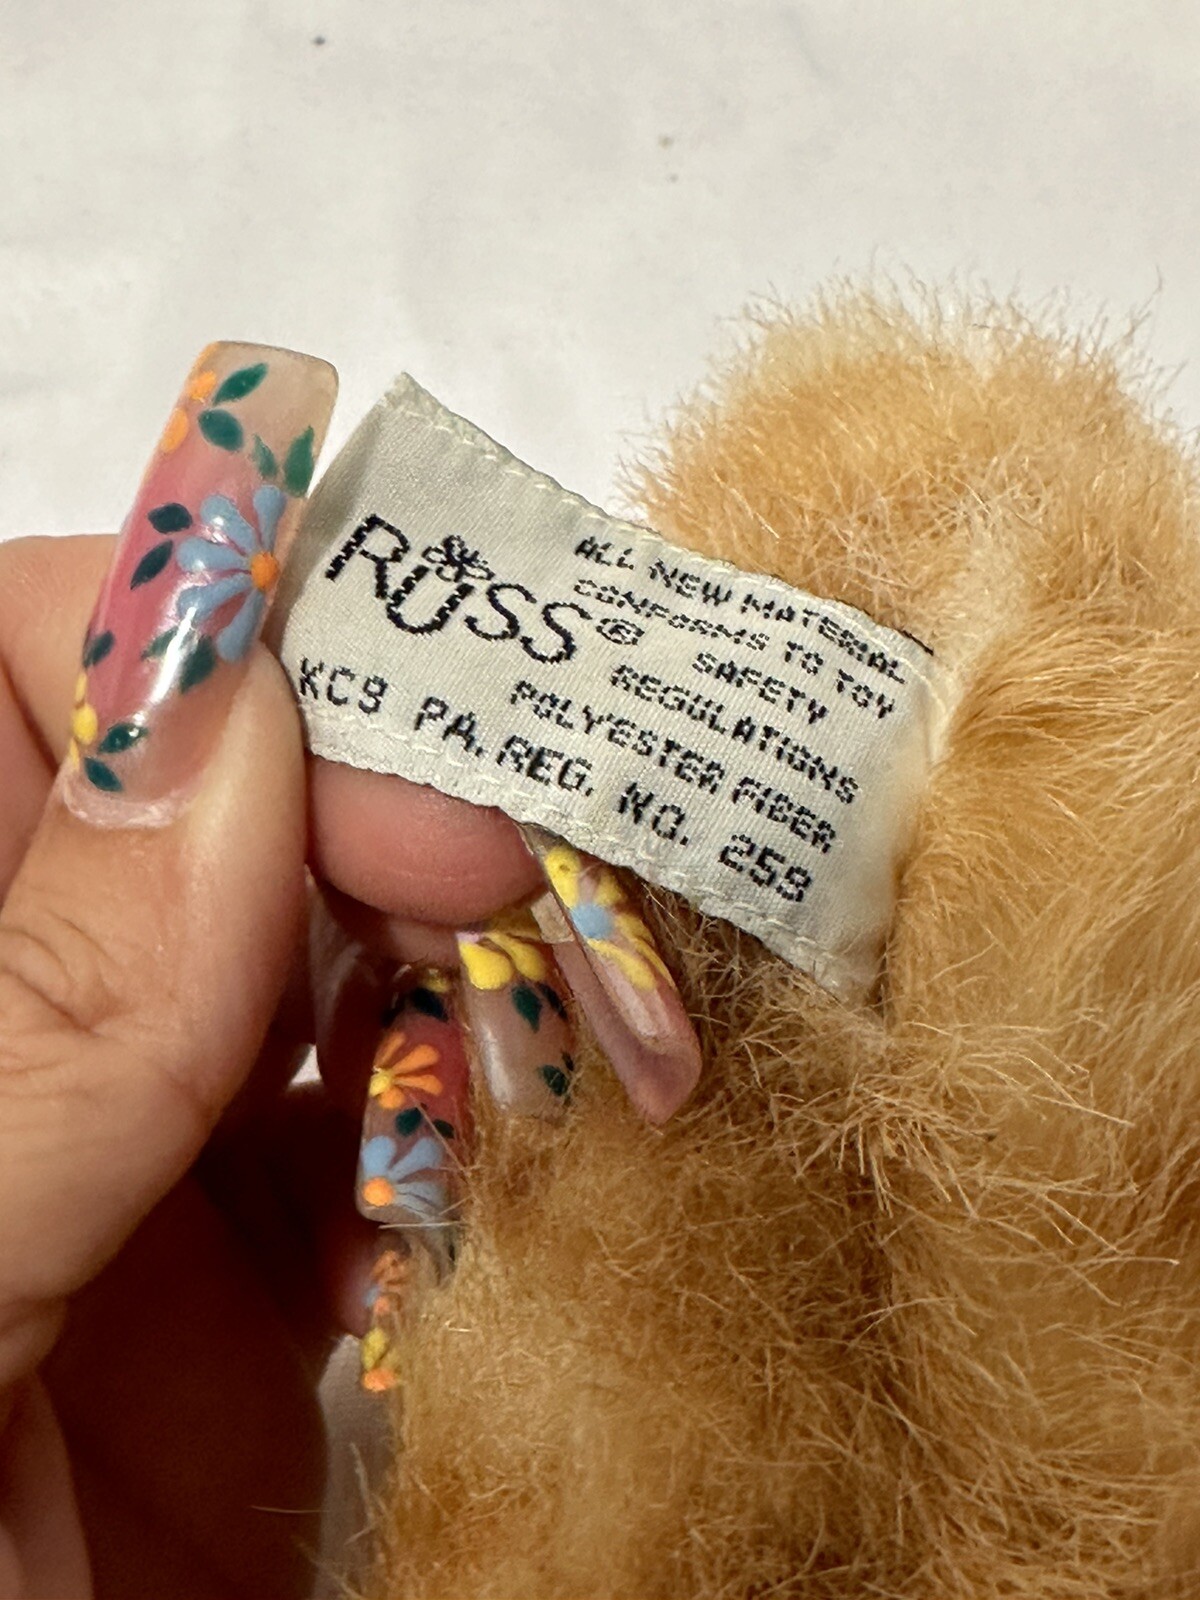 RUSS®
ALL NEW MATERIAL
CONFORMS TO TOY
SAFETY
REGULATIONS
POLYESTER FIBER
KC9 PA. REG. NO. 259